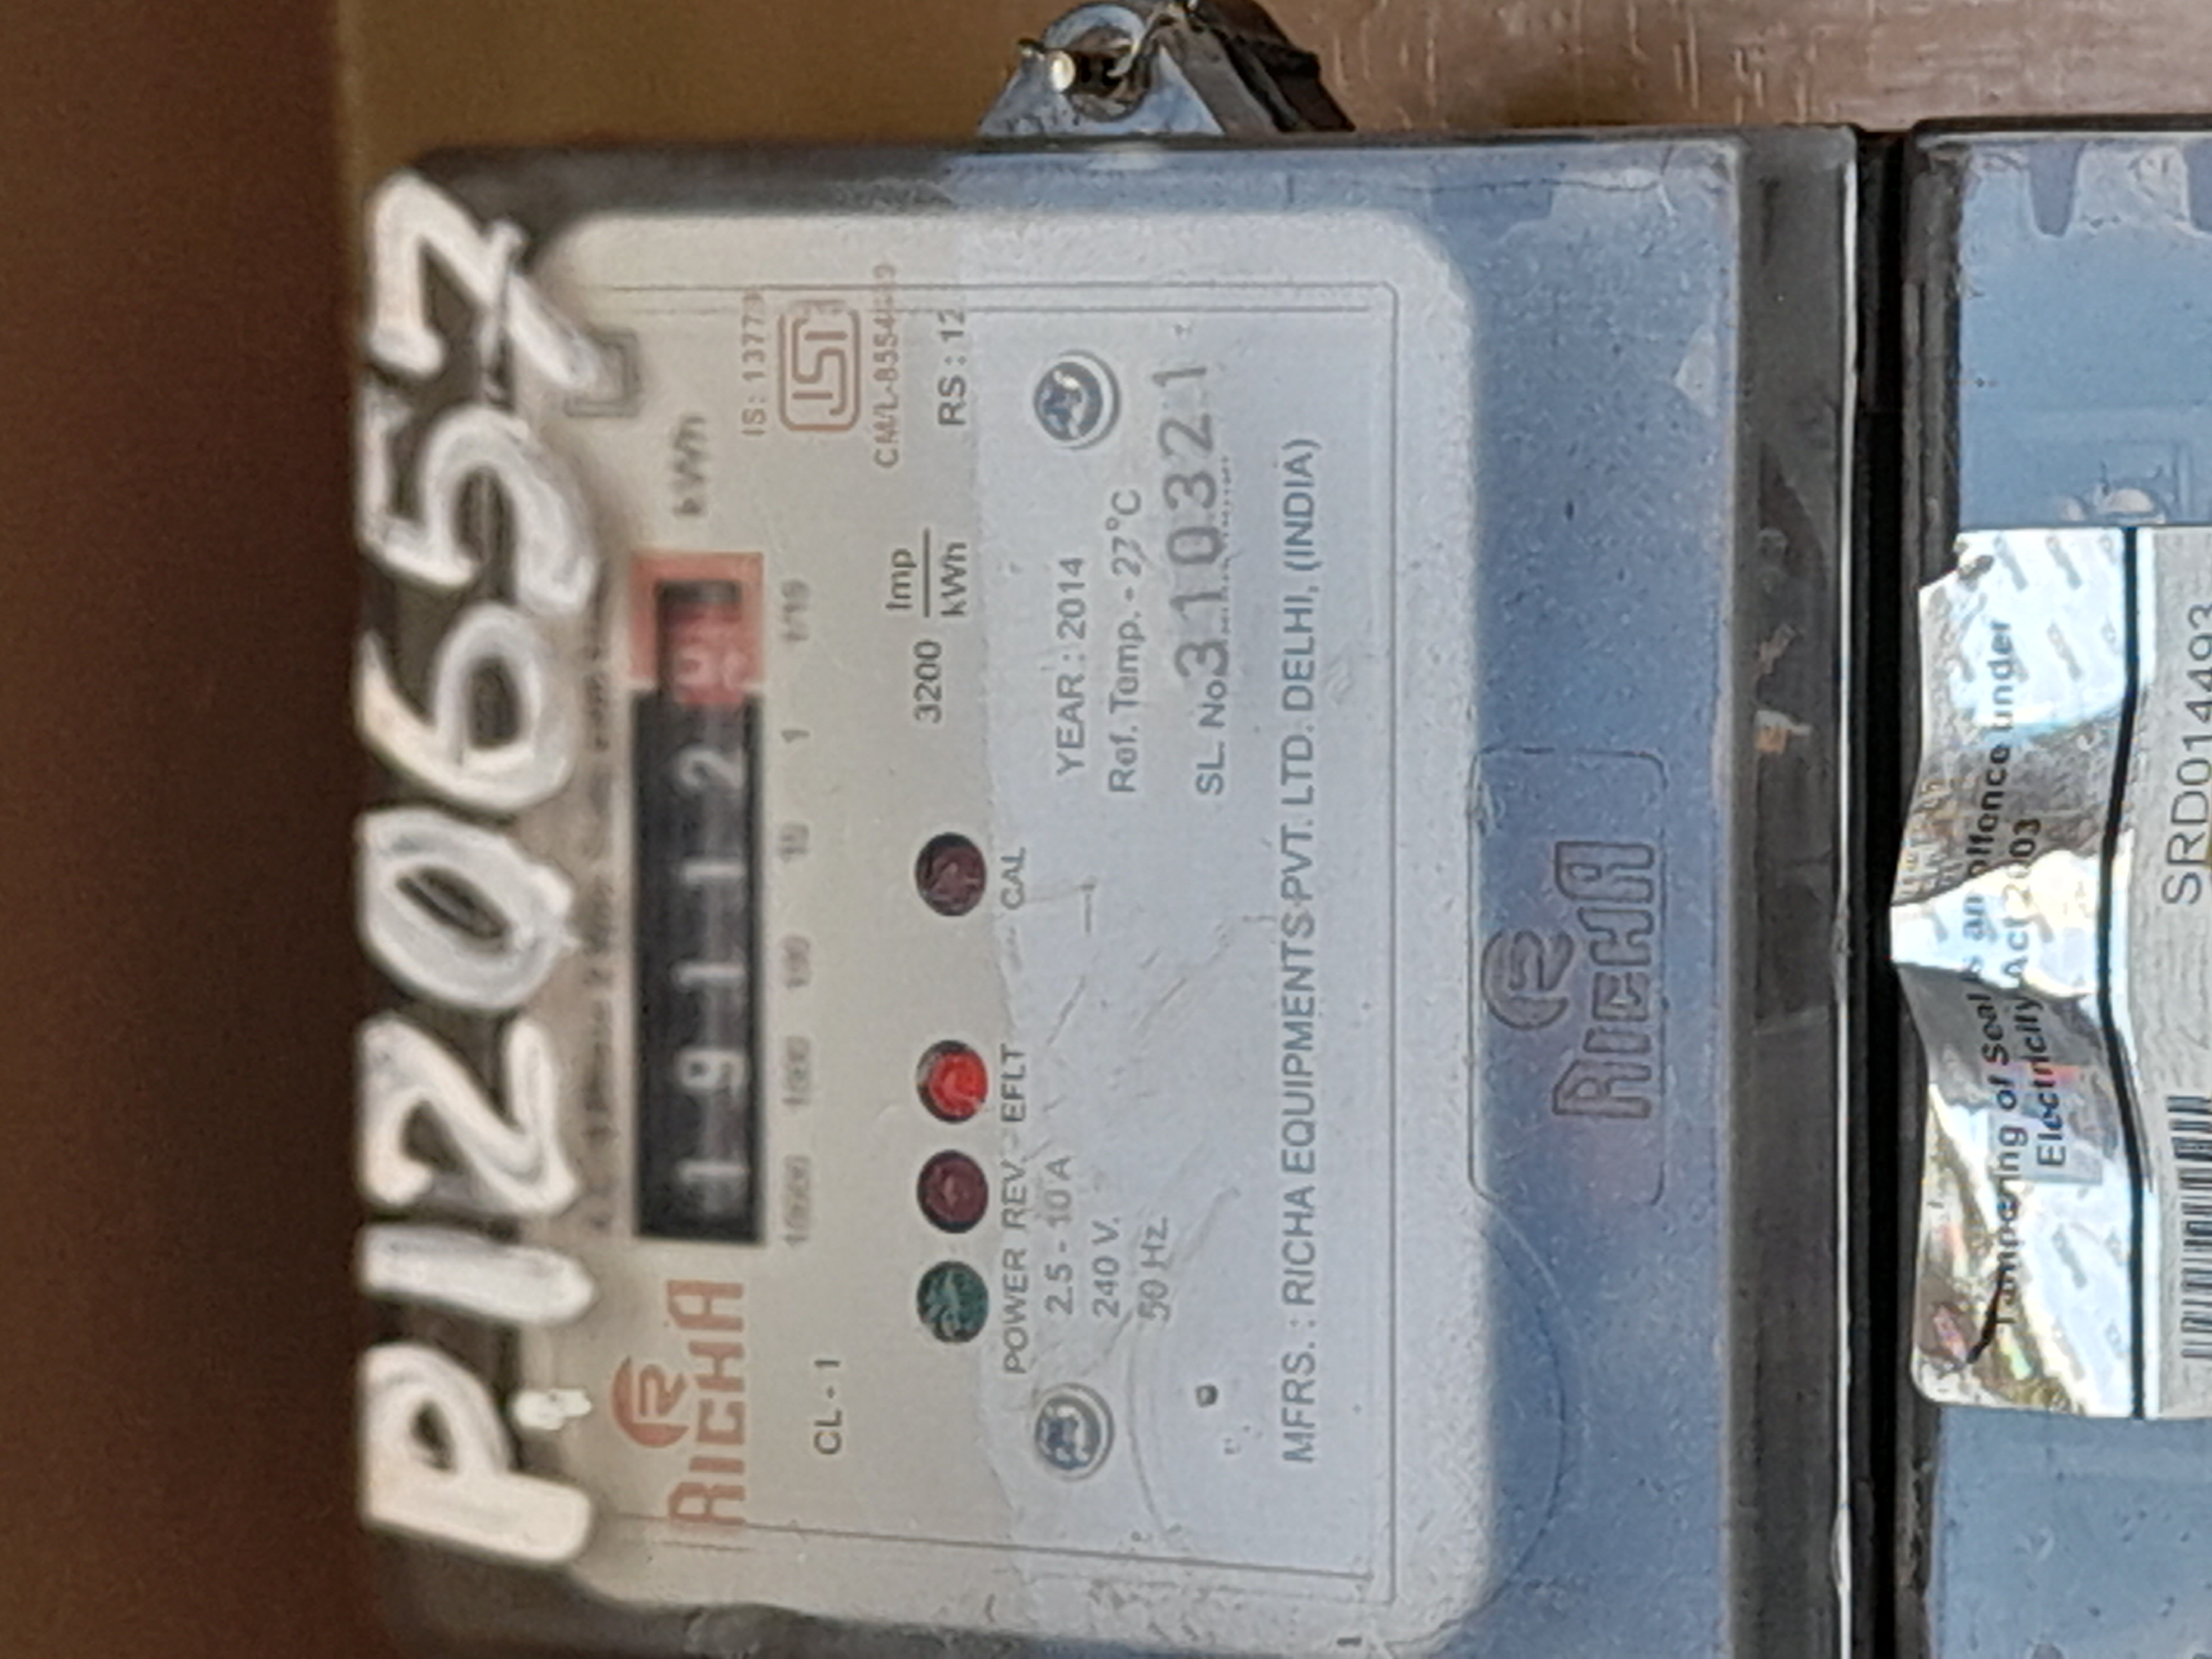 P120657
kWh
1 9 1 1 2
10000 1000 100 10 1 1/10
RICHA
CL-1
IS: 13779
ISI
RS : 12
3200 Imp
kWh
CAL
POWER REV. EFLT
2.5 - 10 A
240 V.
50 Hz
YEAR : 2014
Ref. Temp. - 27°C
SL No. 3110321
MFRS. : RICHA EQUIPMENTS PVT. LTD. DELHI, (INDIA)
RICHA
Tampering of Seal is an offence under
Electricity Act 2003
SRD014493